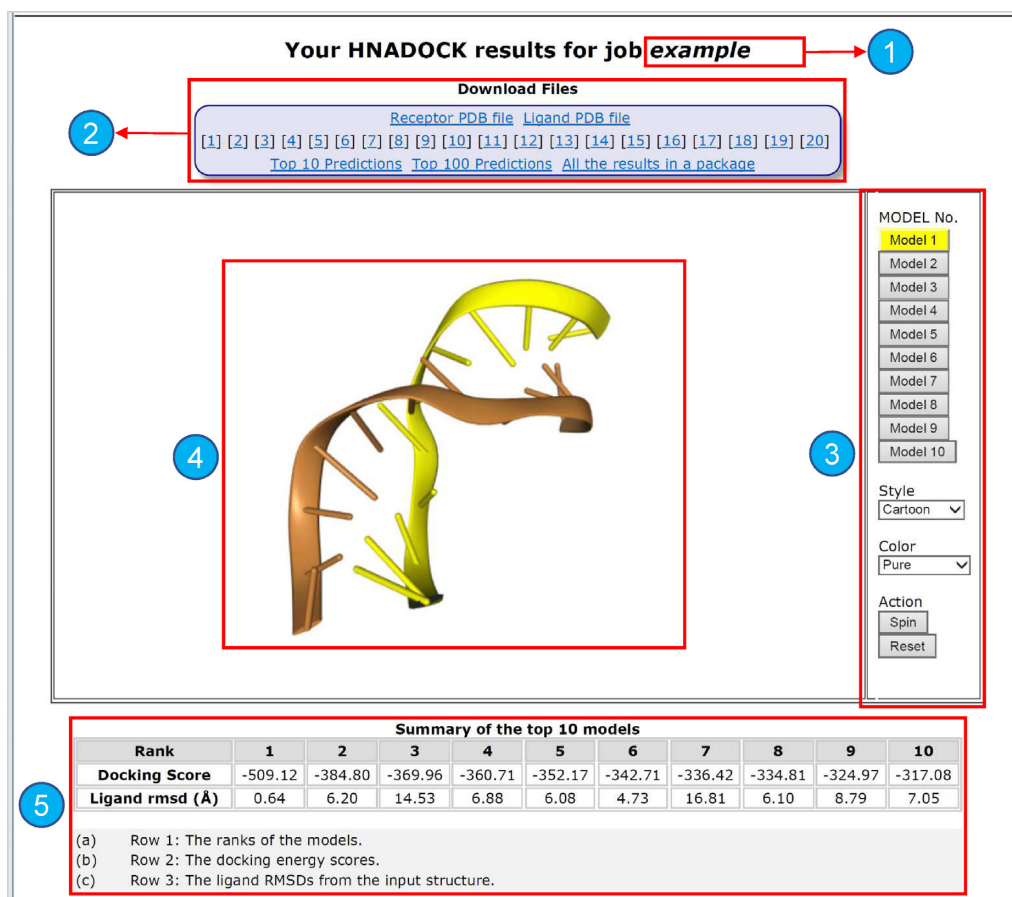 Your HNADOCK results for job example
1
Download Files
Receptor PDB file Ligand PDB file
2
[1] [2] [3] [4] [5] [6] [7] [8] [9] [10] [11] [12] [13] [14] [15] [16] [17] [18] [19] [20]
Top 10 Predictions Top 100 Predictions All the results in a package
MODEL No.
Model 1
Model 2
Model 3
Model 4
Model 5
Model 6
Model 7
Model 8
Model 9
Model 10
3
4
Style
Cartoon
Color
Pure
Action
Spin
Reset
Summary of the top 10 models
Rank 1 2 3 4 5 6 7 8 9 10
Docking Score -509.12 -384.80 -369.96 -360.71 -352.17 -342.71 -336.42 -334.81 -324.97 -317.08
Ligand rmsd (Å) 0.64 6.20 14.53 6.88 6.08 4.73 16.81 6.10 8.79 7.05
5
(a) Row 1: The ranks of the models.
(b) Row 2: The docking energy scores.
(c) Row 3: The ligand RMSDs from the input structure.